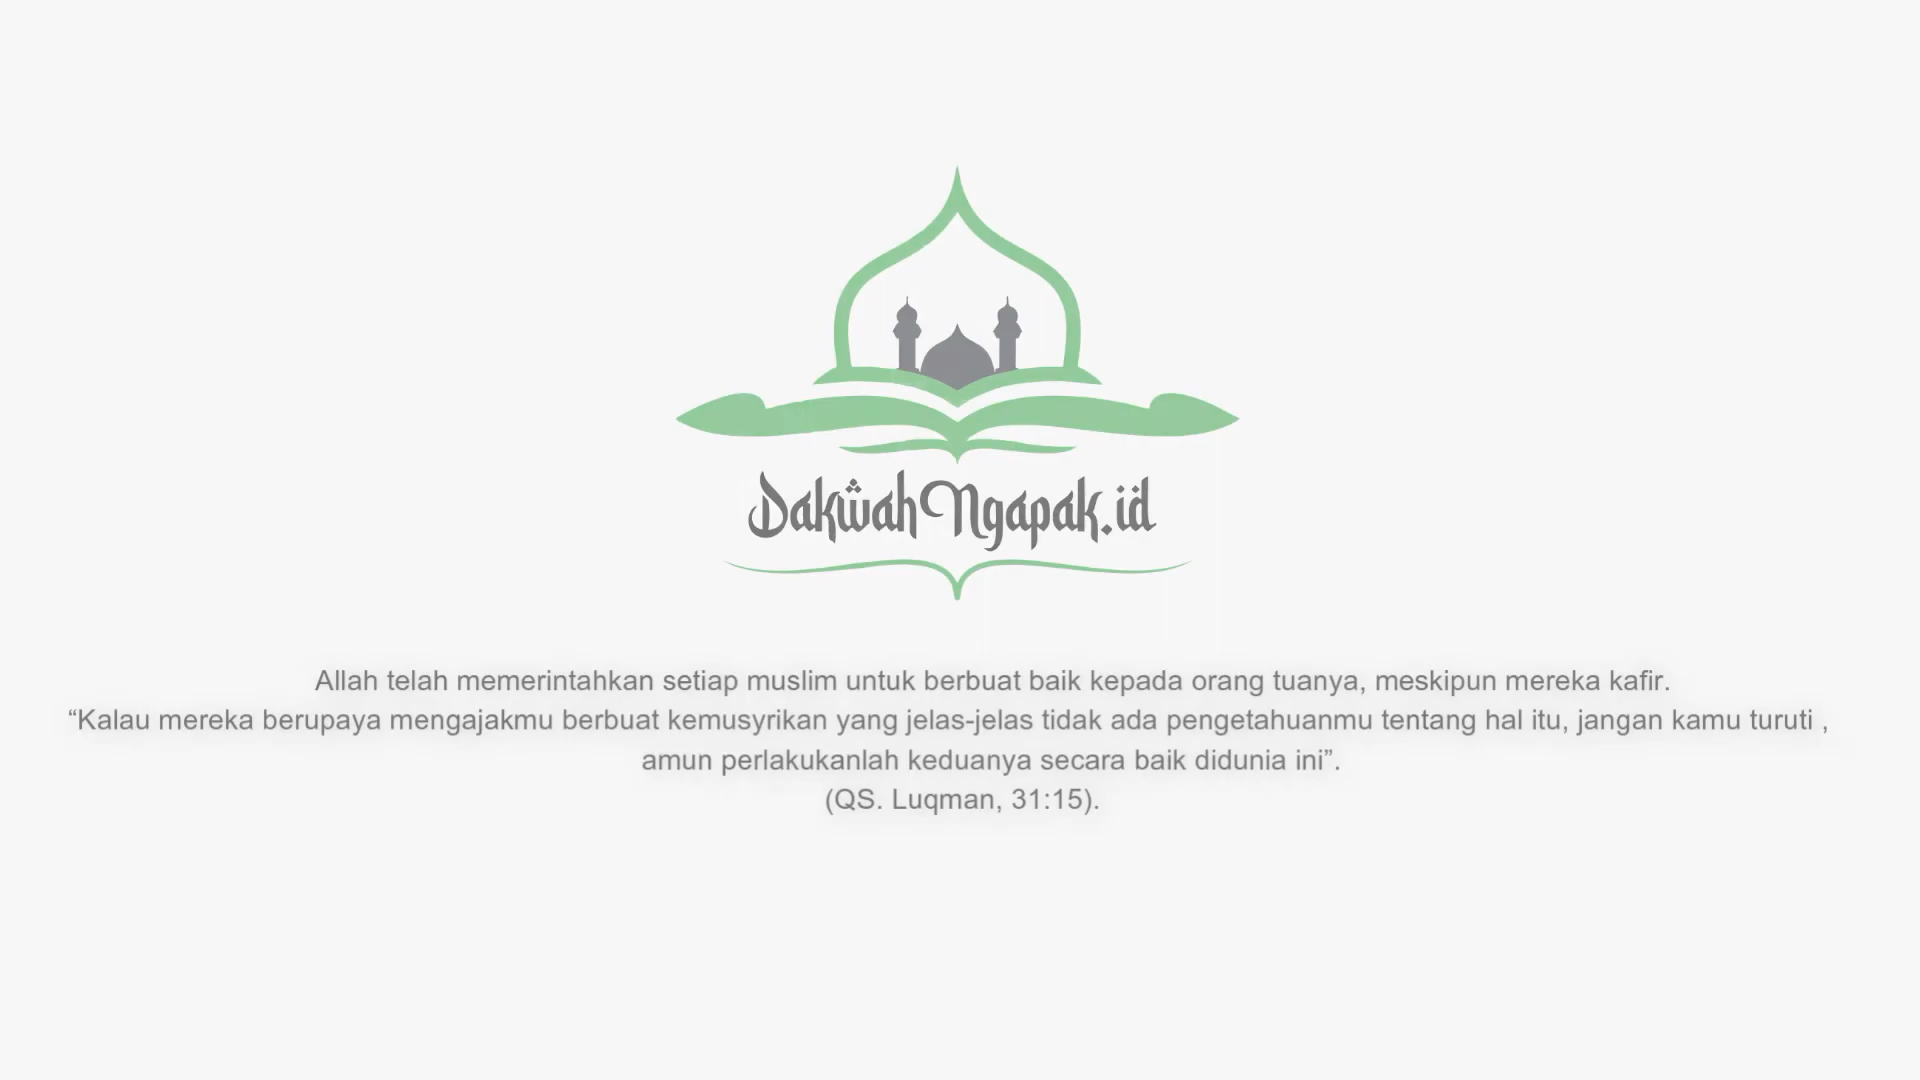 DakwahNgapak.id
Allah telah memerintahkan setiap muslim untuk berbuat baik kepada orang tuanya, meskipun mereka kafir.
“Kalau mereka berupaya mengajakmu berbuat kemusyrikan yang jelas-jelas tidak ada pengetahuanmu tentang hal itu, jangan kamu turuti ,
amun perlakukanlah keduanya secara baik didunia ini”.
(QS. Luqman, 31:15).